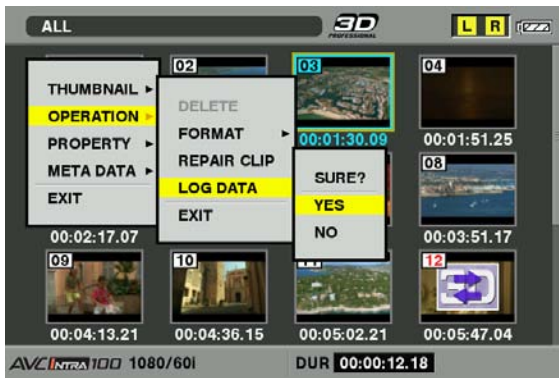 ALL
3D
PROFESSIONAL
L R
02
03
04
THUMBNAIL
OPERATION
PROPERTY
META DATA
EXIT
DELETE
FORMAT
REPAIR CLIP
LOG DATA
EXIT
SURE?
YES
NO
00:01:30.09
00:01:51.25
08
00:02:17.07
00:03:51.17
09
10
11
12
3D
00:04:13.21
00:04:36.15
00:05:02.21
00:05:47.04
AVC INTRA 100 1080/60i
DUR 00:00:12.18